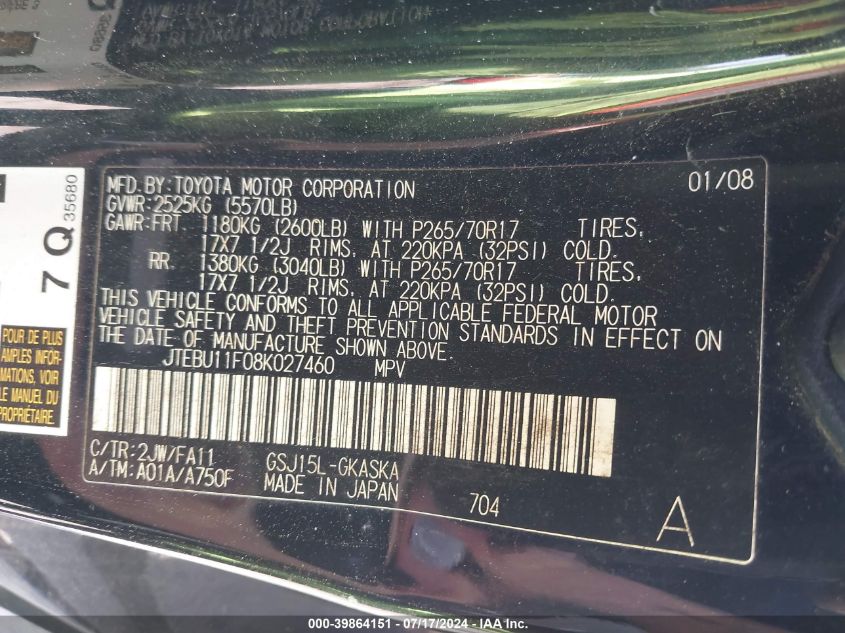 MFD. BY: TOYOTA MOTOR CORPORATION 01/08
GVWR: 2525KG (5570LB)
GAWR: FRT. 1180KG (2600LB) WITH P265/70R17 TIRES,
17X7 1/2J RIMS, AT 220KPA (32PSI) COLD.
RR. 1380KG (3040LB) WITH P265/70R17 TIRES,
17X7 1/2J RIMS, AT 220KPA (32PSI) COLD.
THIS VEHICLE CONFORMS TO ALL APPLICABLE FEDERAL MOTOR
VEHICLE SAFETY AND THEFT PREVENTION STANDARDS IN EFFECT ON
THE DATE OF MANUFACTURE SHOWN ABOVE.
JTEBU11F08K027460 MPV
C/TR: 2JW/FA11
A/TM: A01A/A750F
GSJ15L-GKASKA
MADE IN JAPAN
704
A
7 Q 35680
POUR DE PLUS
AMPLES INFOR
MATIONS, VOIR
LE MANUEL DU
PROPRIÉTAIRE.
000-39864151 / 07/17/2024 / © IAA Inc.